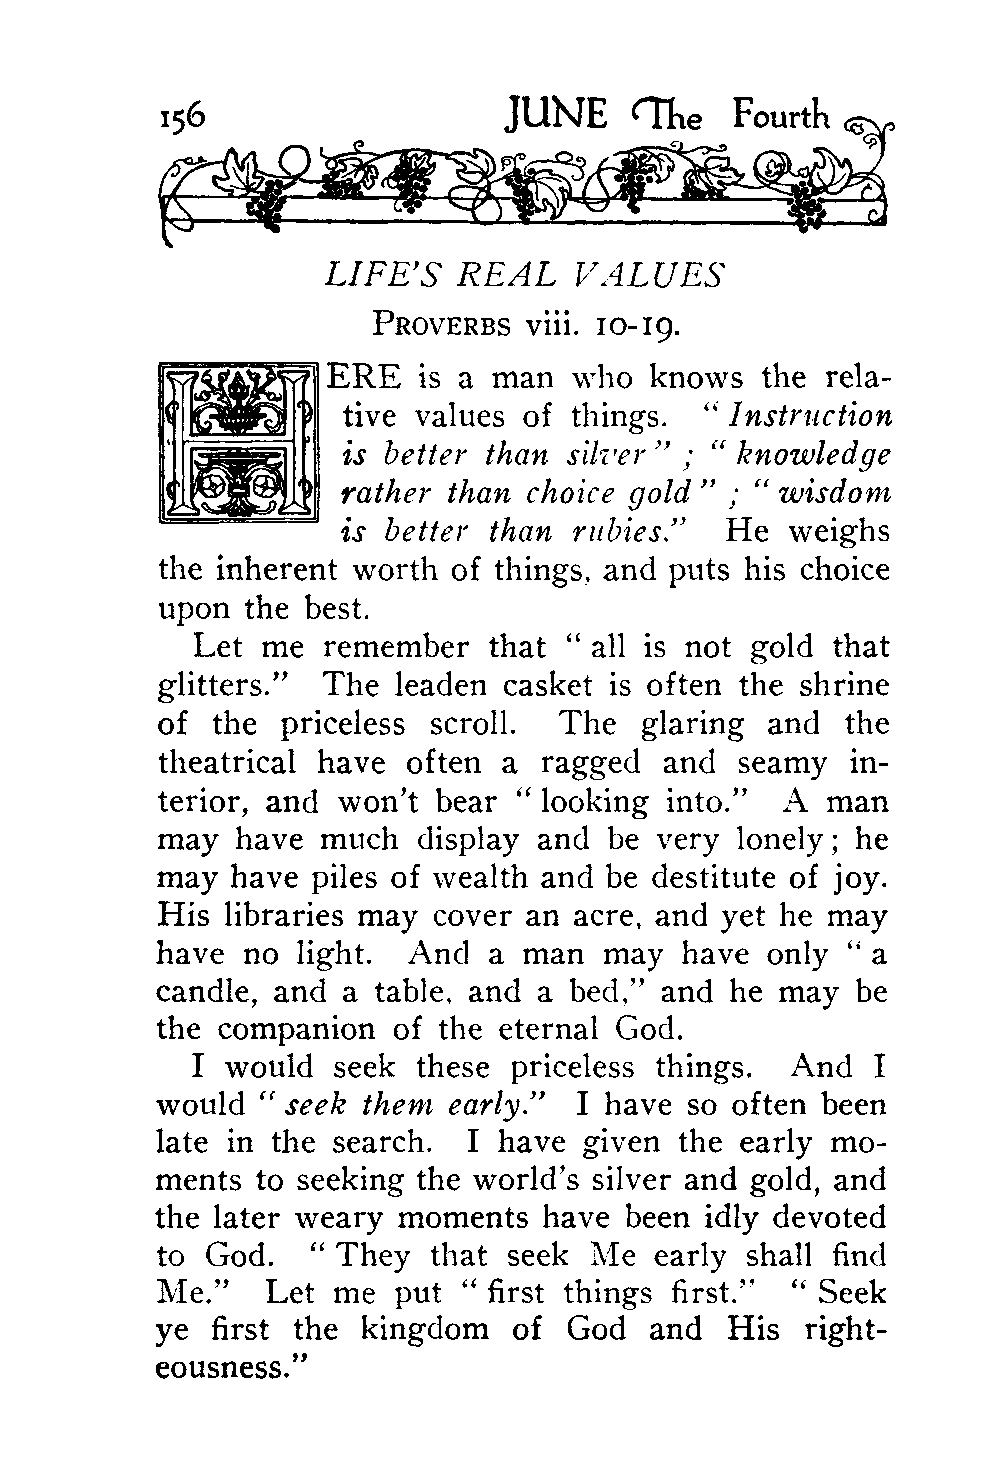 156 JUNE The Fourth
LIFE'S REAL VALUES
PROVERBS viii. 10-19.
HERE is a man who knows the rela-
tive values of things. "Instruction
is better than silver"; "knowledge
rather than choice gold"; "wisdom
is better than rubies." He weighs
the inherent worth of things, and puts his choice
upon the best.
Let me remember that "all is not gold that
glitters." The leaden casket is often the shrine
of the priceless scroll. The glaring and the
theatrical have often a ragged and seamy in-
terior, and won't bear "looking into." A man
may have much display and be very lonely; he
may have piles of wealth and be destitute of joy.
His libraries may cover an acre, and yet he may
have no light. And a man may have only "a
candle, and a table, and a bed," and he may be
the companion of the eternal God.
I would seek these priceless things. And I
would "seek them early." I have so often been
late in the search. I have given the early mo-
ments to seeking the world's silver and gold, and
the later weary moments have been idly devoted
to God. "They that seek Me early shall find
Me." Let me put "first things first." "Seek
ye first the kingdom of God and His right-
eousness."